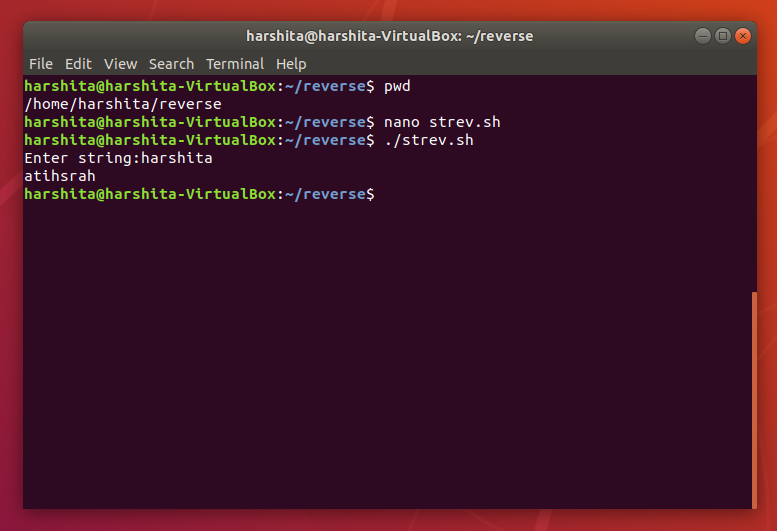 harshita@harshita-VirtualBox: ~/reverse
File Edit View Search Terminal Help
harshita@harshita-VirtualBox:~/reverse$ pwd
/home/harshita/reverse
harshita@harshita-VirtualBox:~/reverse$ nano strev.sh
harshita@harshita-VirtualBox:~/reverse$ ./strev.sh
Enter string:harshita
atihsrah
harshita@harshita-VirtualBox:~/reverse$